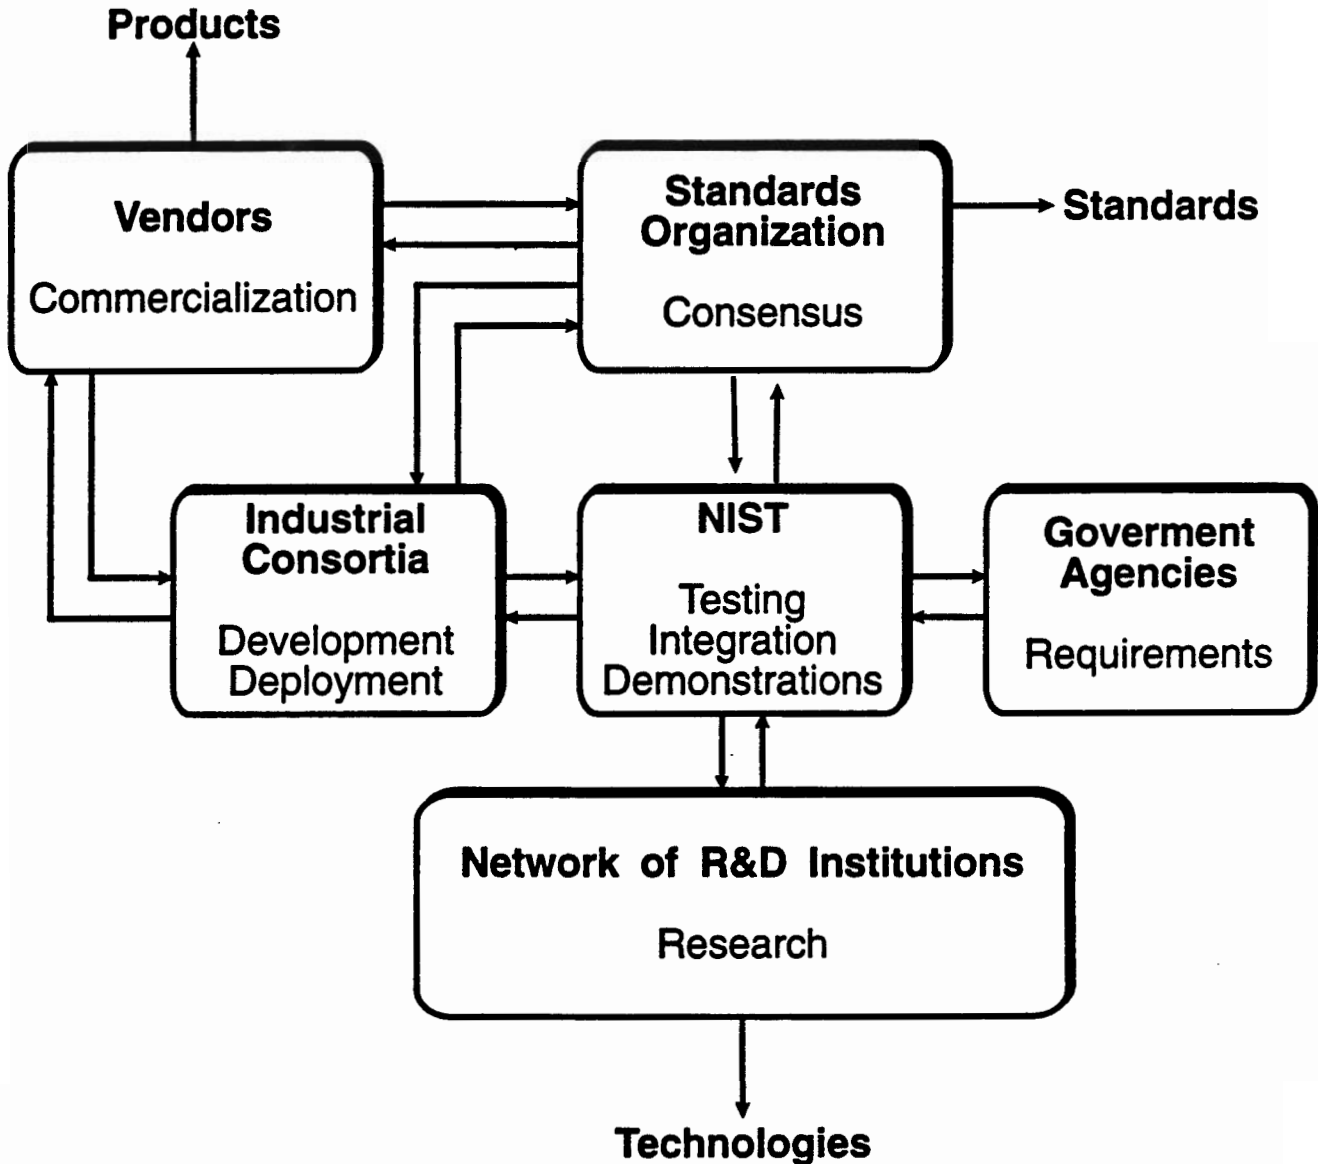 Products
Vendors
Commercialization
Standards
Organization
Consensus
Standards
Industrial
Consortia
Development
Deployment
NIST
Testing
Integration
Demonstrations
Goverment
Agencies
Requirements
Network of R&D Institutions
Research
Technologies